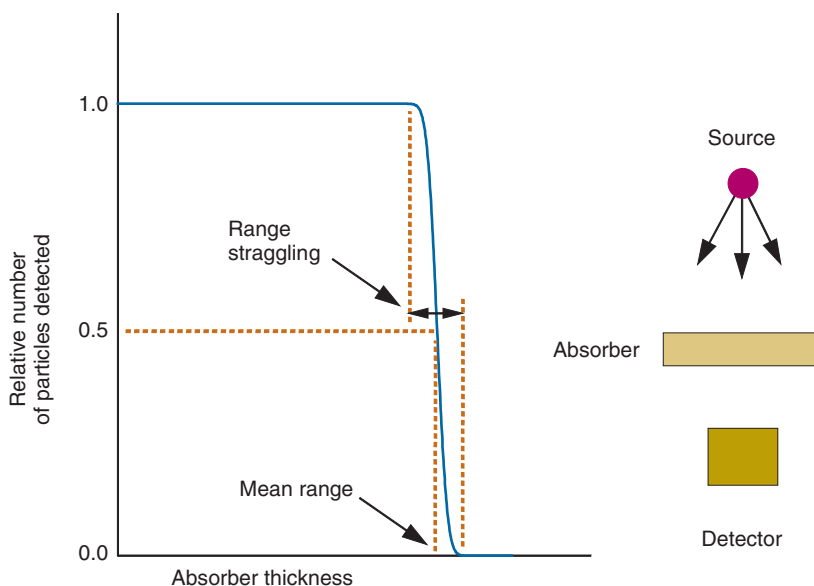 1.0
Source
Range
straggling
Relative number
of particles detected
0.5
Absorber
Mean range
0.0
Detector
Absorber thickness